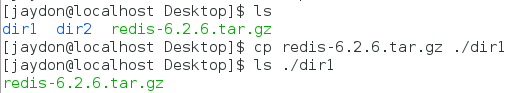 [jaydon@localhost Desktop]$ ls
dir1  dir2  redis-6.2.6.tar.gz
[jaydon@localhost Desktop]$ cp redis-6.2.6.tar.gz ./dir1
[jaydon@localhost Desktop]$ ls ./dir1
redis-6.2.6.tar.gz